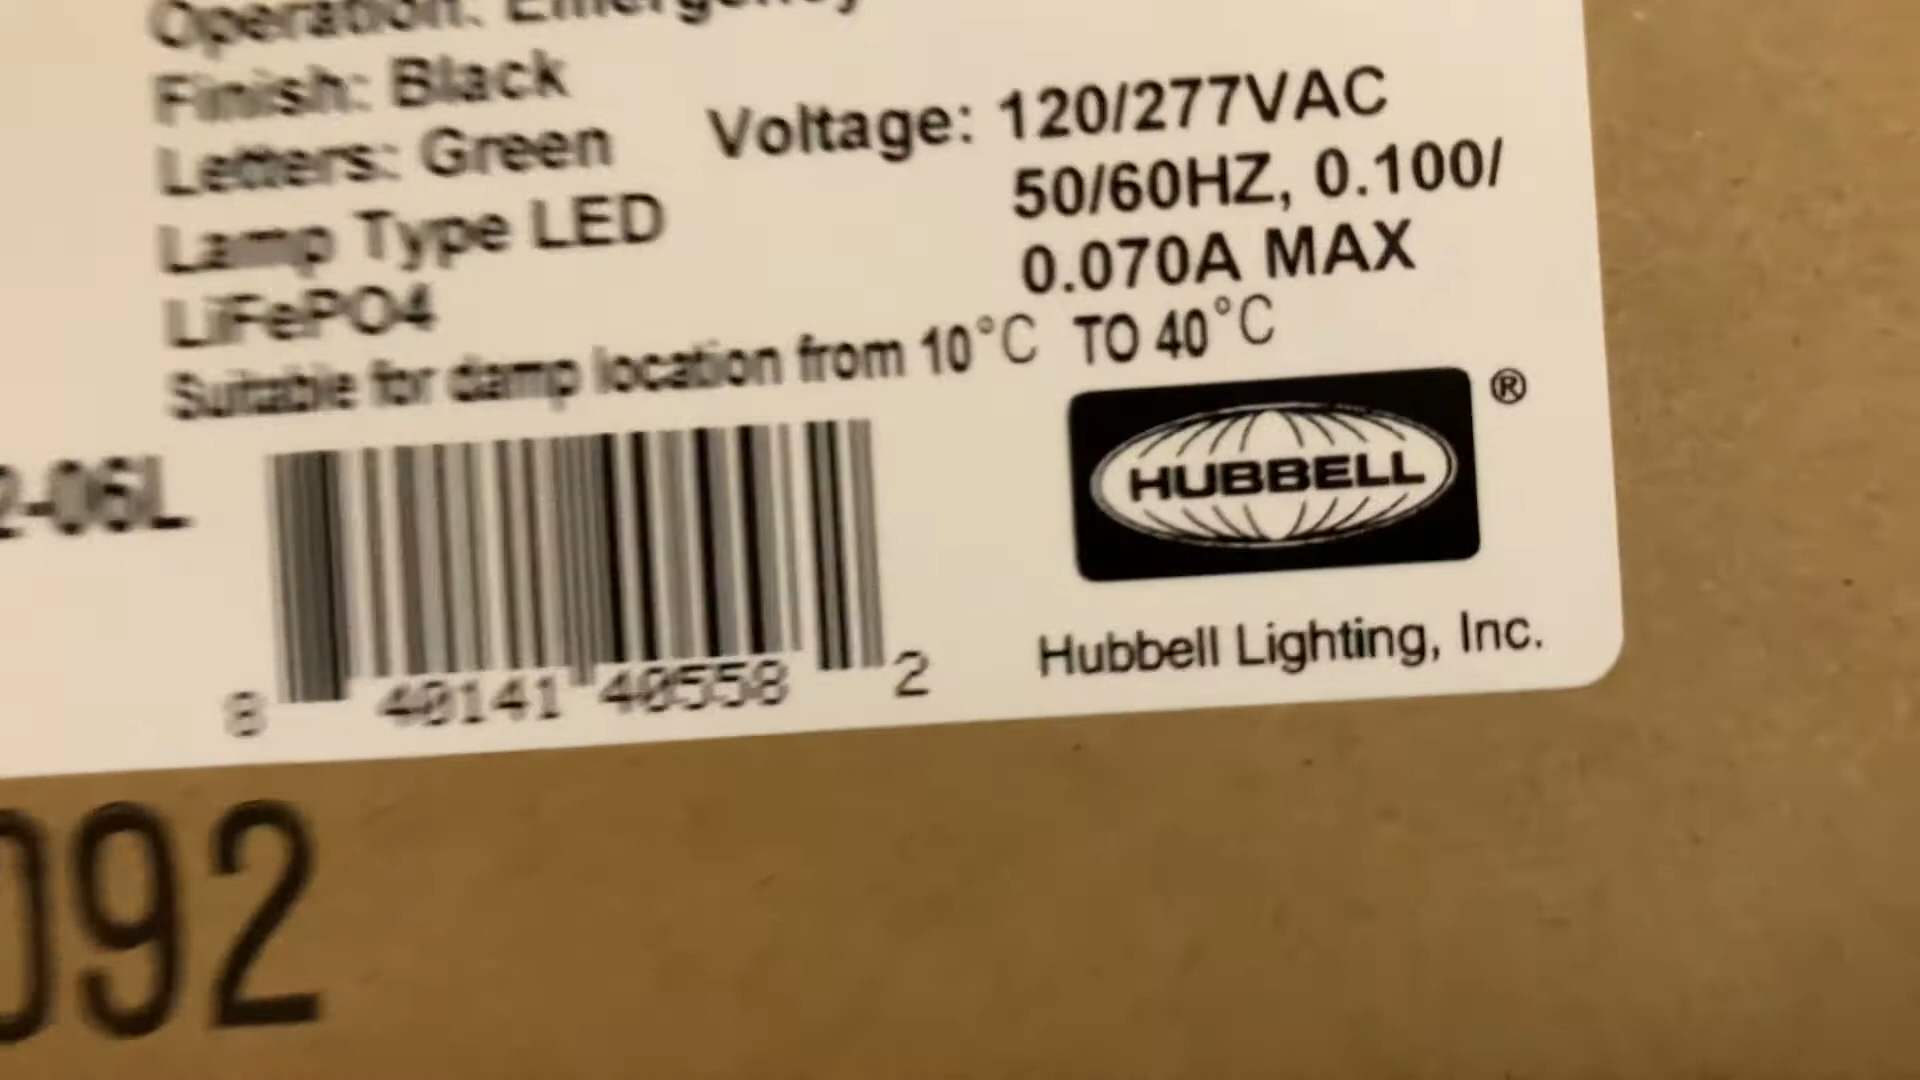 Operation: Emergency
Finish: Black
Letters: Green
Lamp Type LED
LiFePO4
Voltage: 120/277VAC
50/60HZ, 0.100/
0.070A MAX
Suitable for damp location from 10°C TO 40°C
2-06L
8 40141 40558 2
HUBBELL ®
Hubbell Lighting, Inc.
092